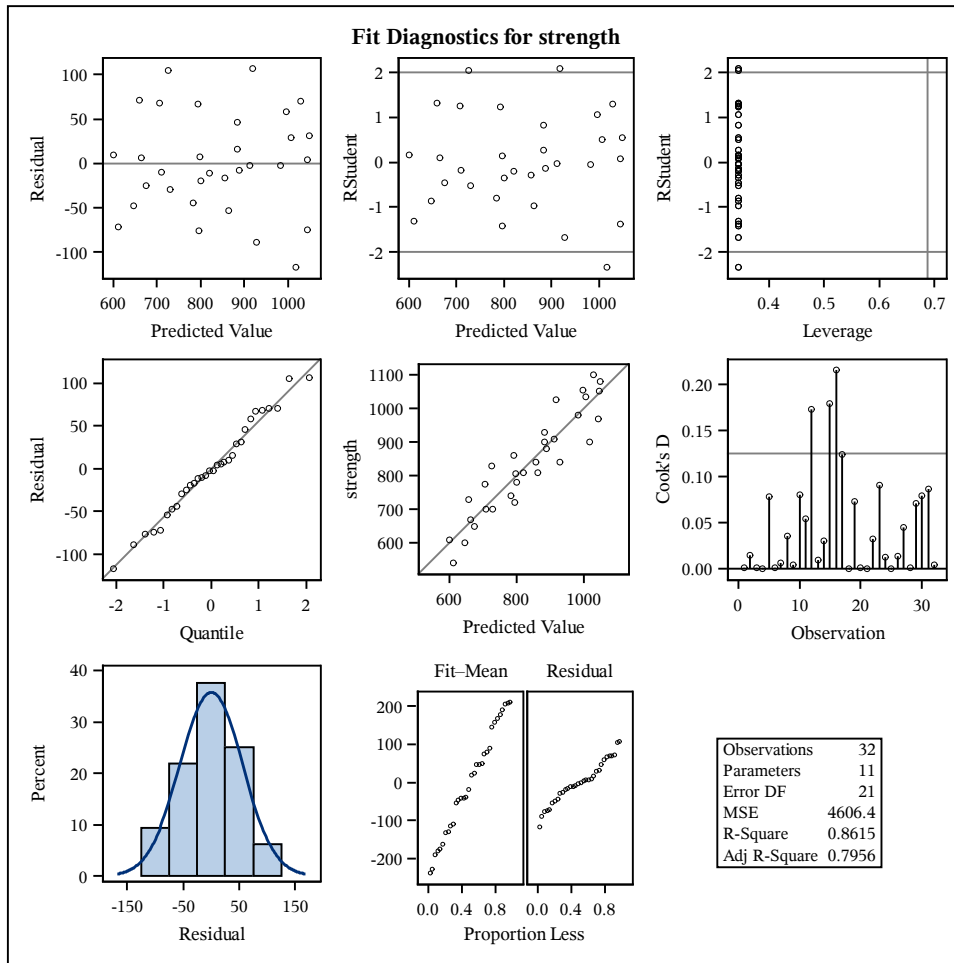 Fit Diagnostics for strength
Residual
100
50
0
-50
-100
600 700 800 900 1000
Predicted Value
RStudent
2
1
0
-1
-2
600 700 800 900 1000
Predicted Value
RStudent
2
1
0
-1
-2
0.4 0.5 0.6 0.7
Leverage
Residual
100
50
0
-50
-100
-2 -1 0 1 2
Quantile
strength
1100
1000
900
800
700
600
600 800 1000
Predicted Value
Cook's D
0.20
0.15
0.10
0.05
0.00
0 10 20 30
Observation
Percent
40
30
20
10
0
-150 -50 50 150
Residual
Fit–Mean Residual
200
100
0
-100
-200
0.0 0.4 0.8 0.0 0.4 0.8
Proportion Less
Observations 32
Parameters 11
Error DF 21
MSE 4606.4
R-Square 0.8615
Adj R-Square 0.7956